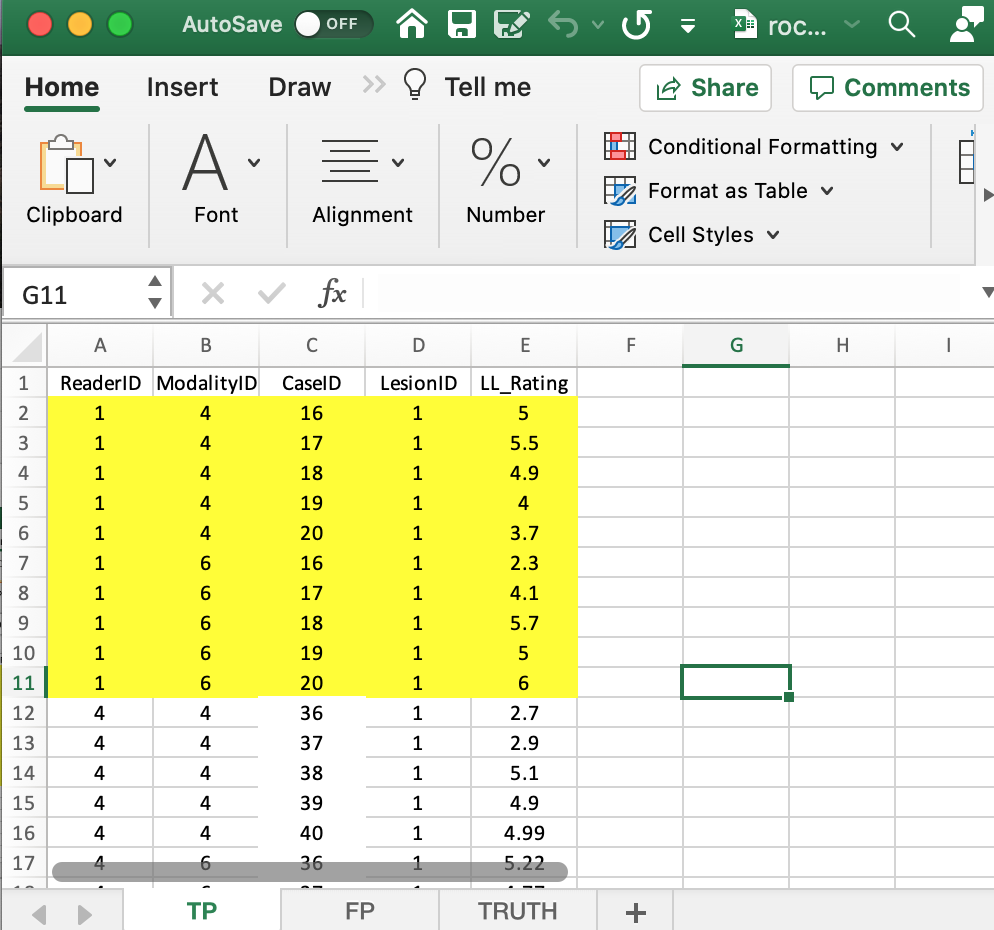 AutoSave OFF roc...
Home Insert Draw Tell me Share Comments
Conditional Formatting
Format as Table
Cell Styles
Clipboard Font Alignment Number
G11 fx
A B C D E F G H I
1 ReaderID ModalityID CaseID LesionID LL_Rating
2 1 4 16 1 5
3 1 4 17 1 5.5
4 1 4 18 1 4.9
5 1 4 19 1 4
6 1 4 20 1 3.7
7 1 6 16 1 2.3
8 1 6 17 1 4.1
9 1 6 18 1 5.7
10 1 6 19 1 5
11 1 6 20 1 6
12 4 4 36 1 2.7
13 4 4 37 1 2.9
14 4 4 38 1 5.1
15 4 4 39 1 4.9
16 4 4 40 1 4.99
17 4 6 36 1 5.22
TP FP TRUTH +